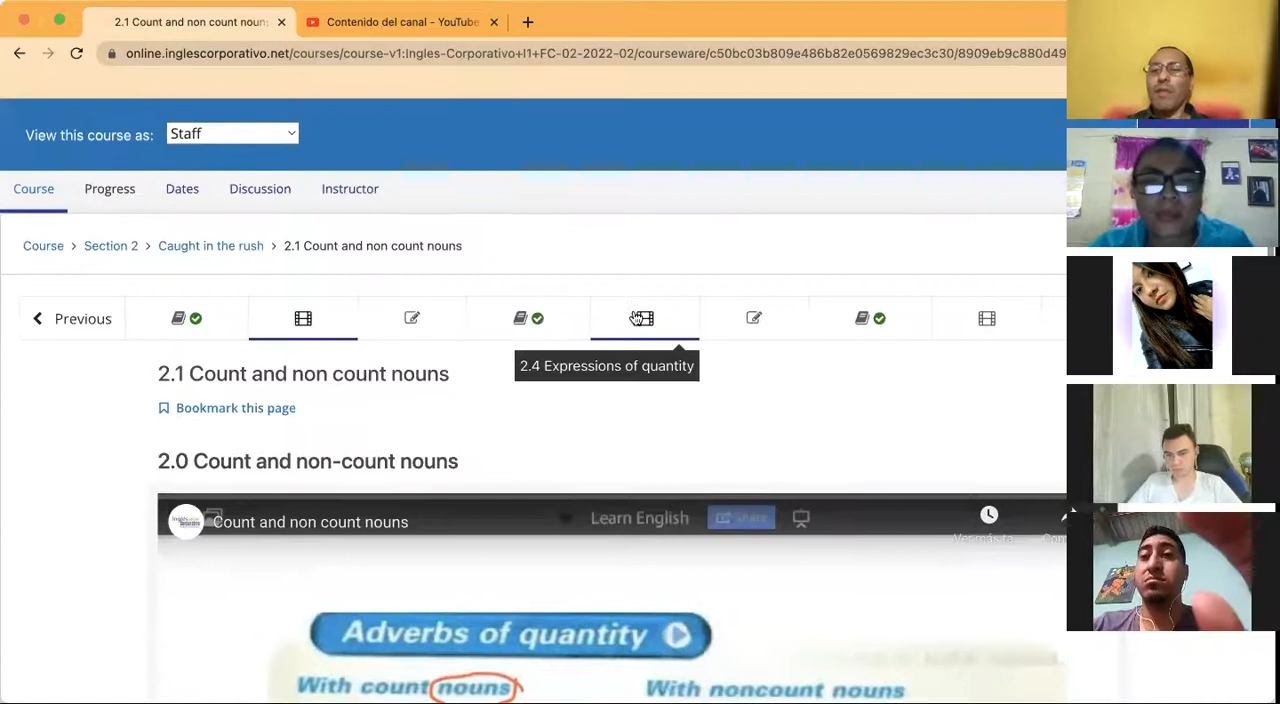 2.1 Count and non count nouns
Contenido del canal - YouTube
online.inglescorporativo.net/courses/course-v1:Ingles-Corporativo+I1+FC-02-2022-02/courseware/c50bc03b809e486b82e0569829ec3c30/8909eb9c880d49
View this course as: Staff
Course Progress Dates Discussion Instructor
Course > Section 2 > Caught in the rush > 2.1 Count and non count nouns
Previous
2.4 Expressions of quantity
2.1 Count and non count nouns
Bookmark this page
2.0 Count and non-count nouns
Count and non count nouns Learn English Share
Ver más ta
Adverbs of quantity
With count nouns With noncount nouns